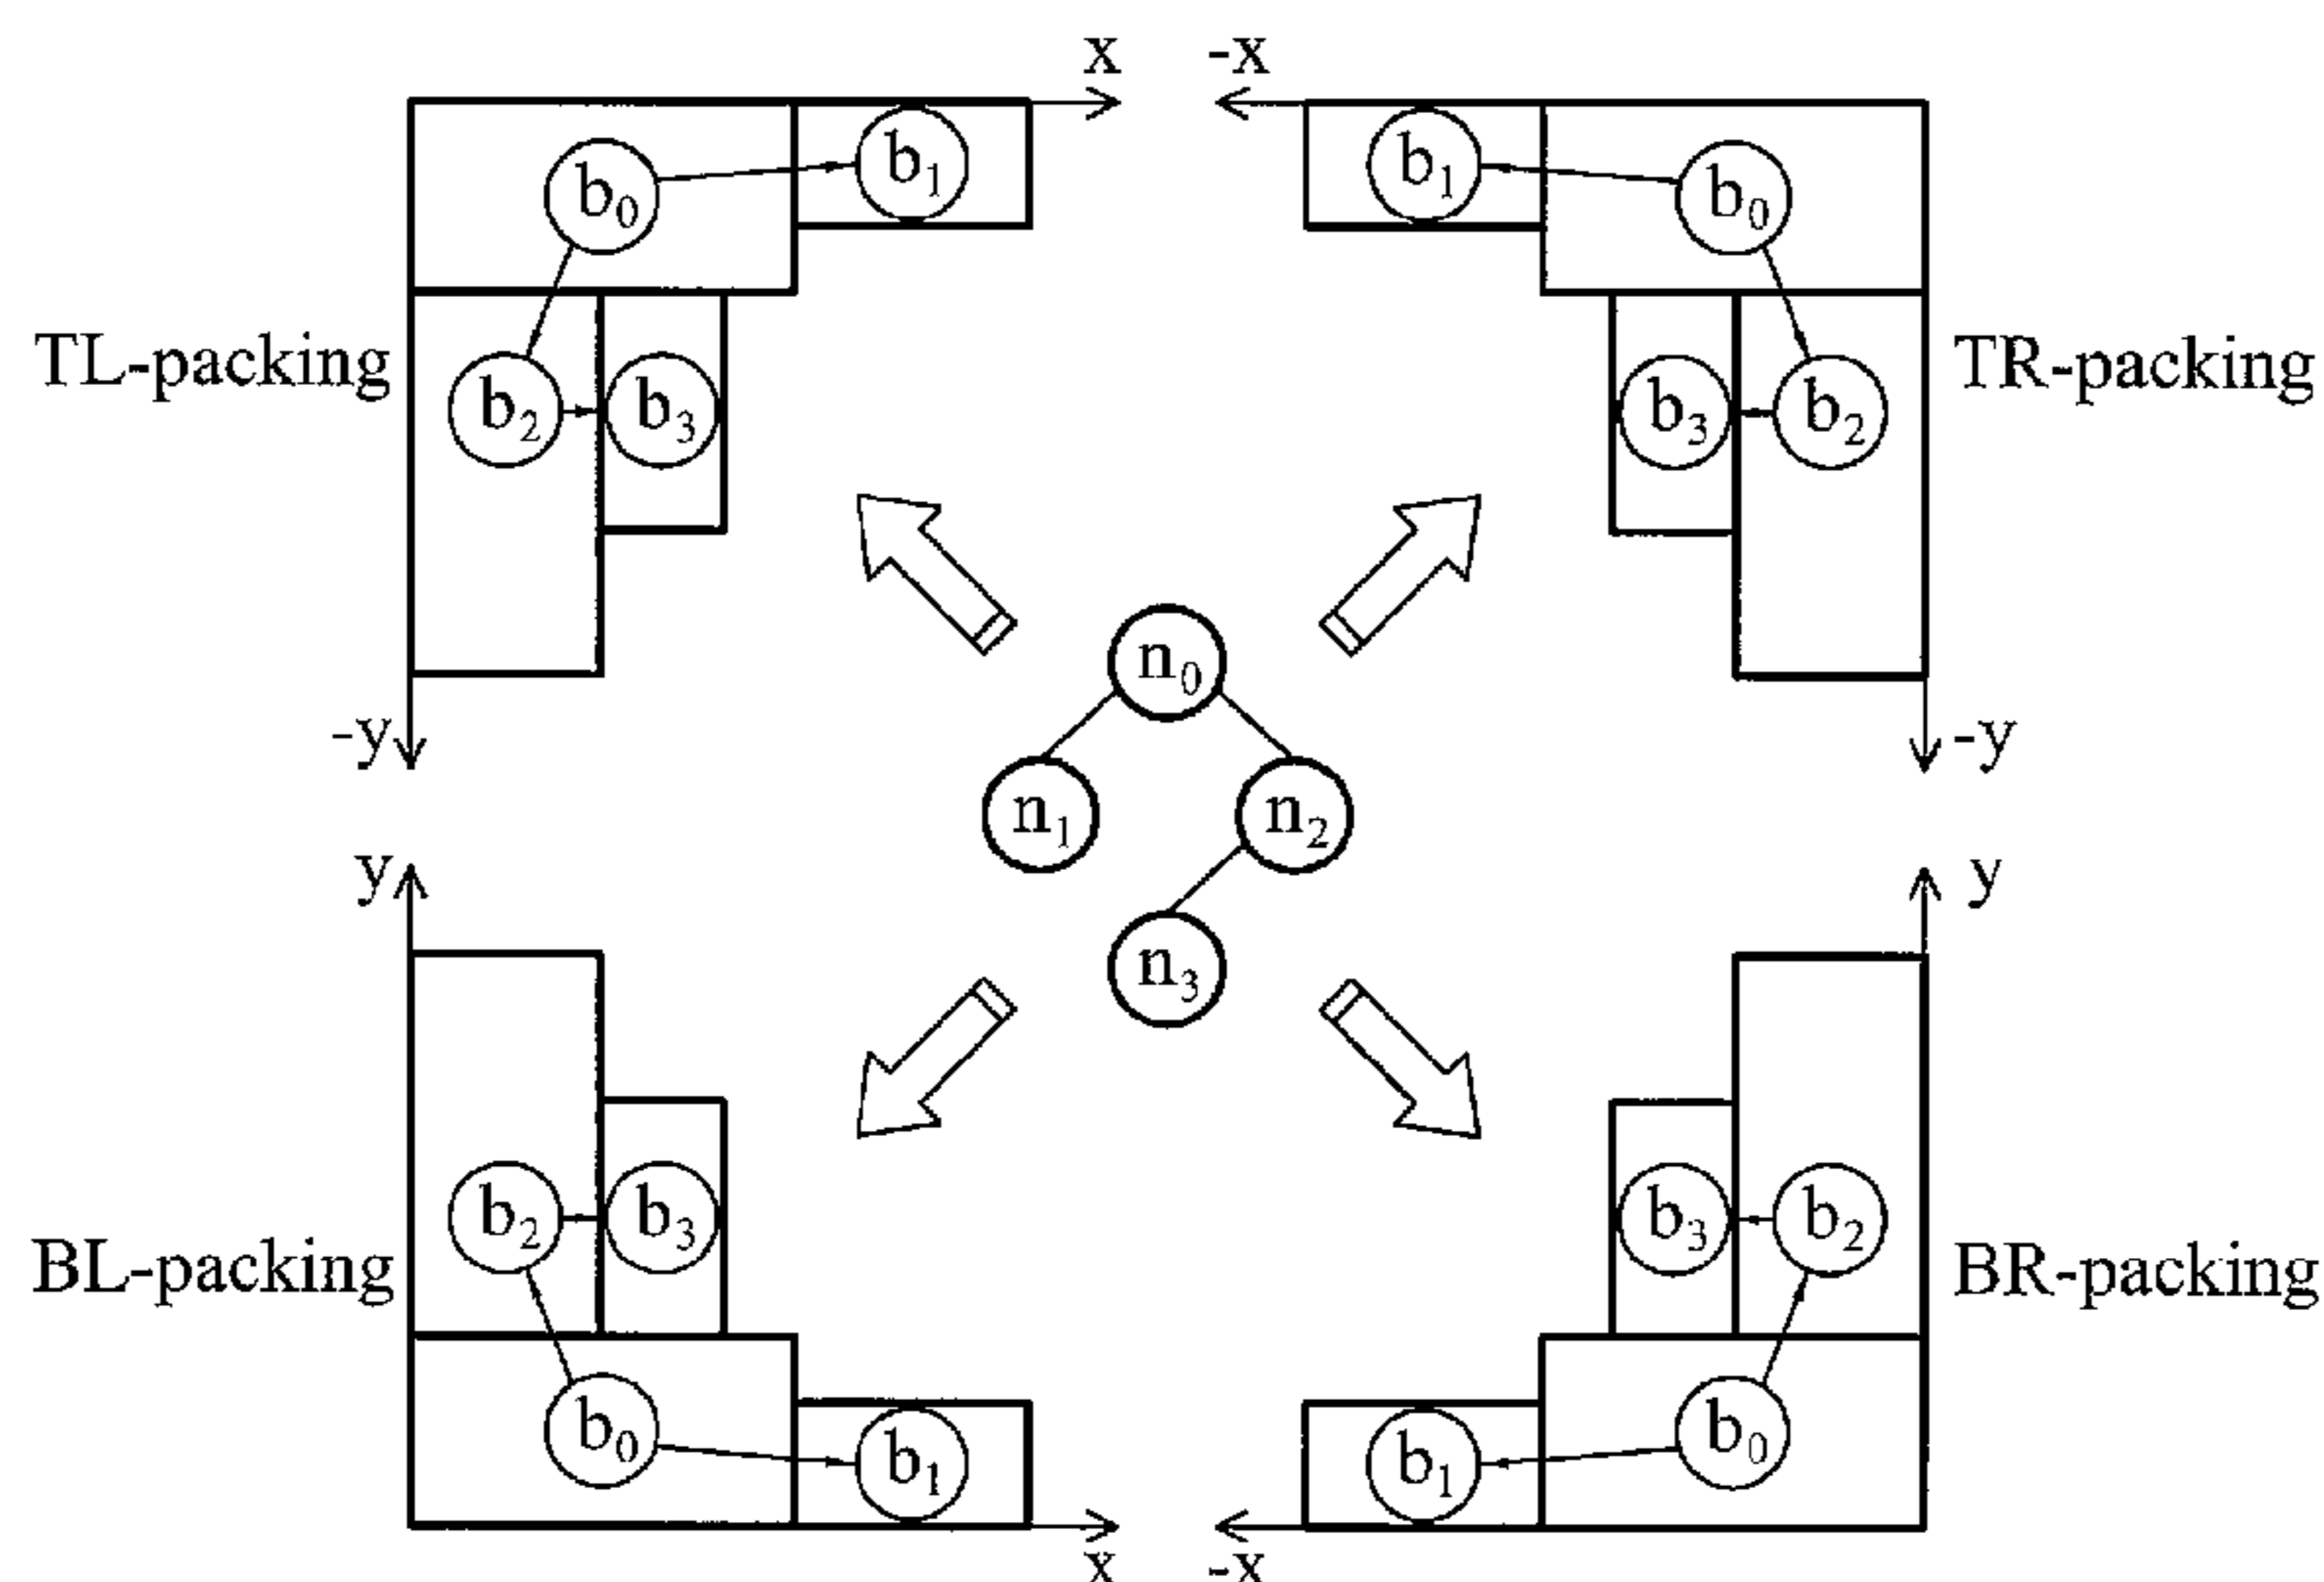 x -x
b0 b1 b1 b0
TL-packing b2 b3 b3 b2 TR-packing
n0
-y -y
n1 n2
y y
n3
b2 b3 b3 b2
BL-packing BR-packing
b0 b1 b1 b0
x -x